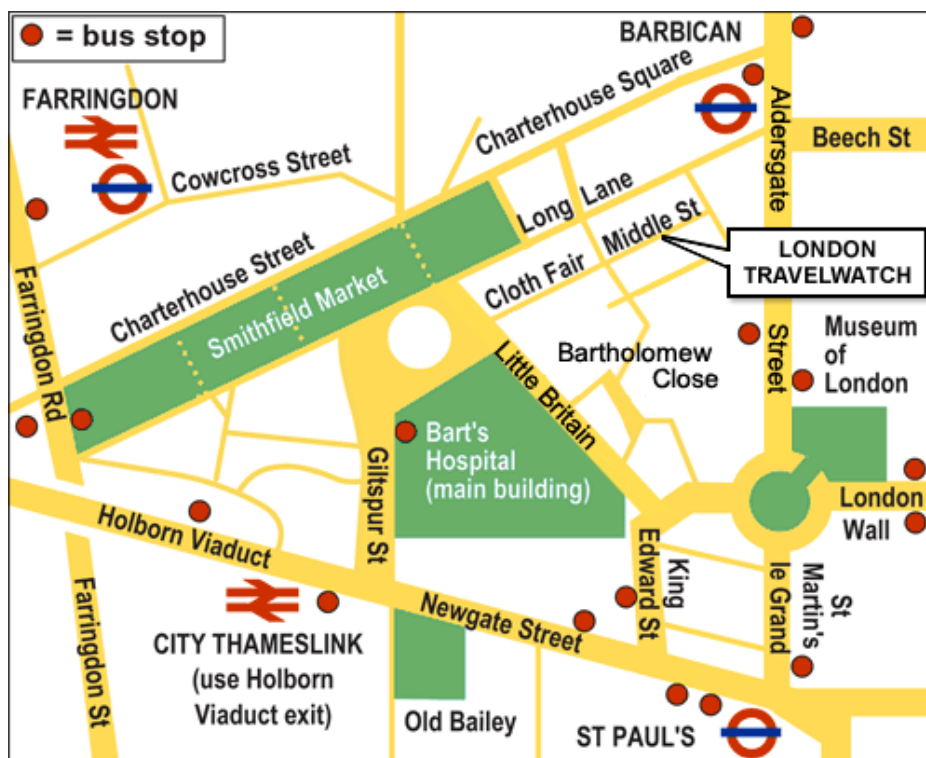 = bus stop
BARBICAN
FARRINGDON
Charterhouse Square
Aldersgate
Beech St
Cowcross Street
Long Lane
Middle St
LONDON
TRAVELWATCH
Charterhouse Street
Cloth Fair
Farringdon Rd
Smithfield Market
Street
Museum
of
London
Bartholomew
Close
Little Britain
Bart's
Hospital
(main building)
Giltspur St
London
Wall
Holborn Viaduct
King
Edward St
St
Martin's
le Grand
Farringdon St
Newgate Street
CITY THAMESLINK
(use Holborn
Viaduct exit)
Old Bailey
ST PAUL'S